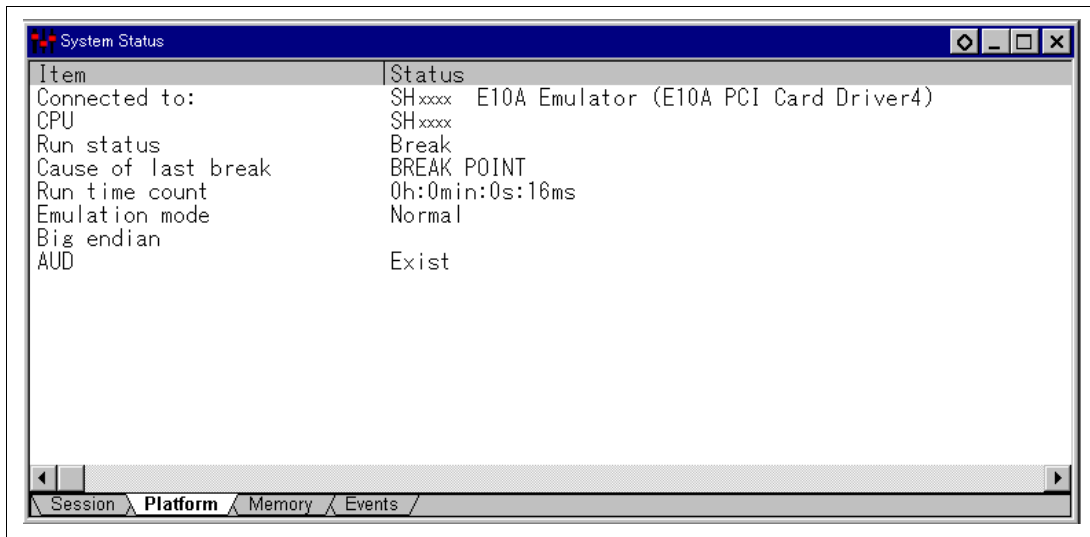 System Status
Item Status
Connected to: SHxxxx E10A Emulator (E10A PCI Card Driver4)
CPU SHxxxx
Run status Break
Cause of last break BREAK POINT
Run time count 0h:0min:0s:16ms
Emulation mode Normal
Big endian
AUD Exist
Session Platform Memory Events